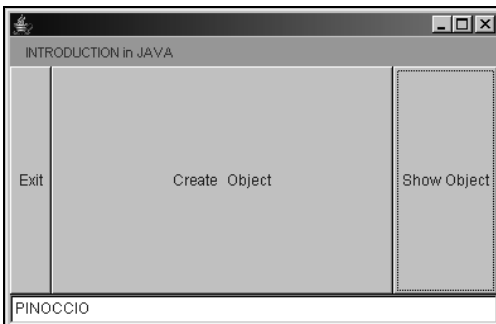 INTRODUCTION in JAVA
Exit
Create Object
Show Object
PINOCCIO